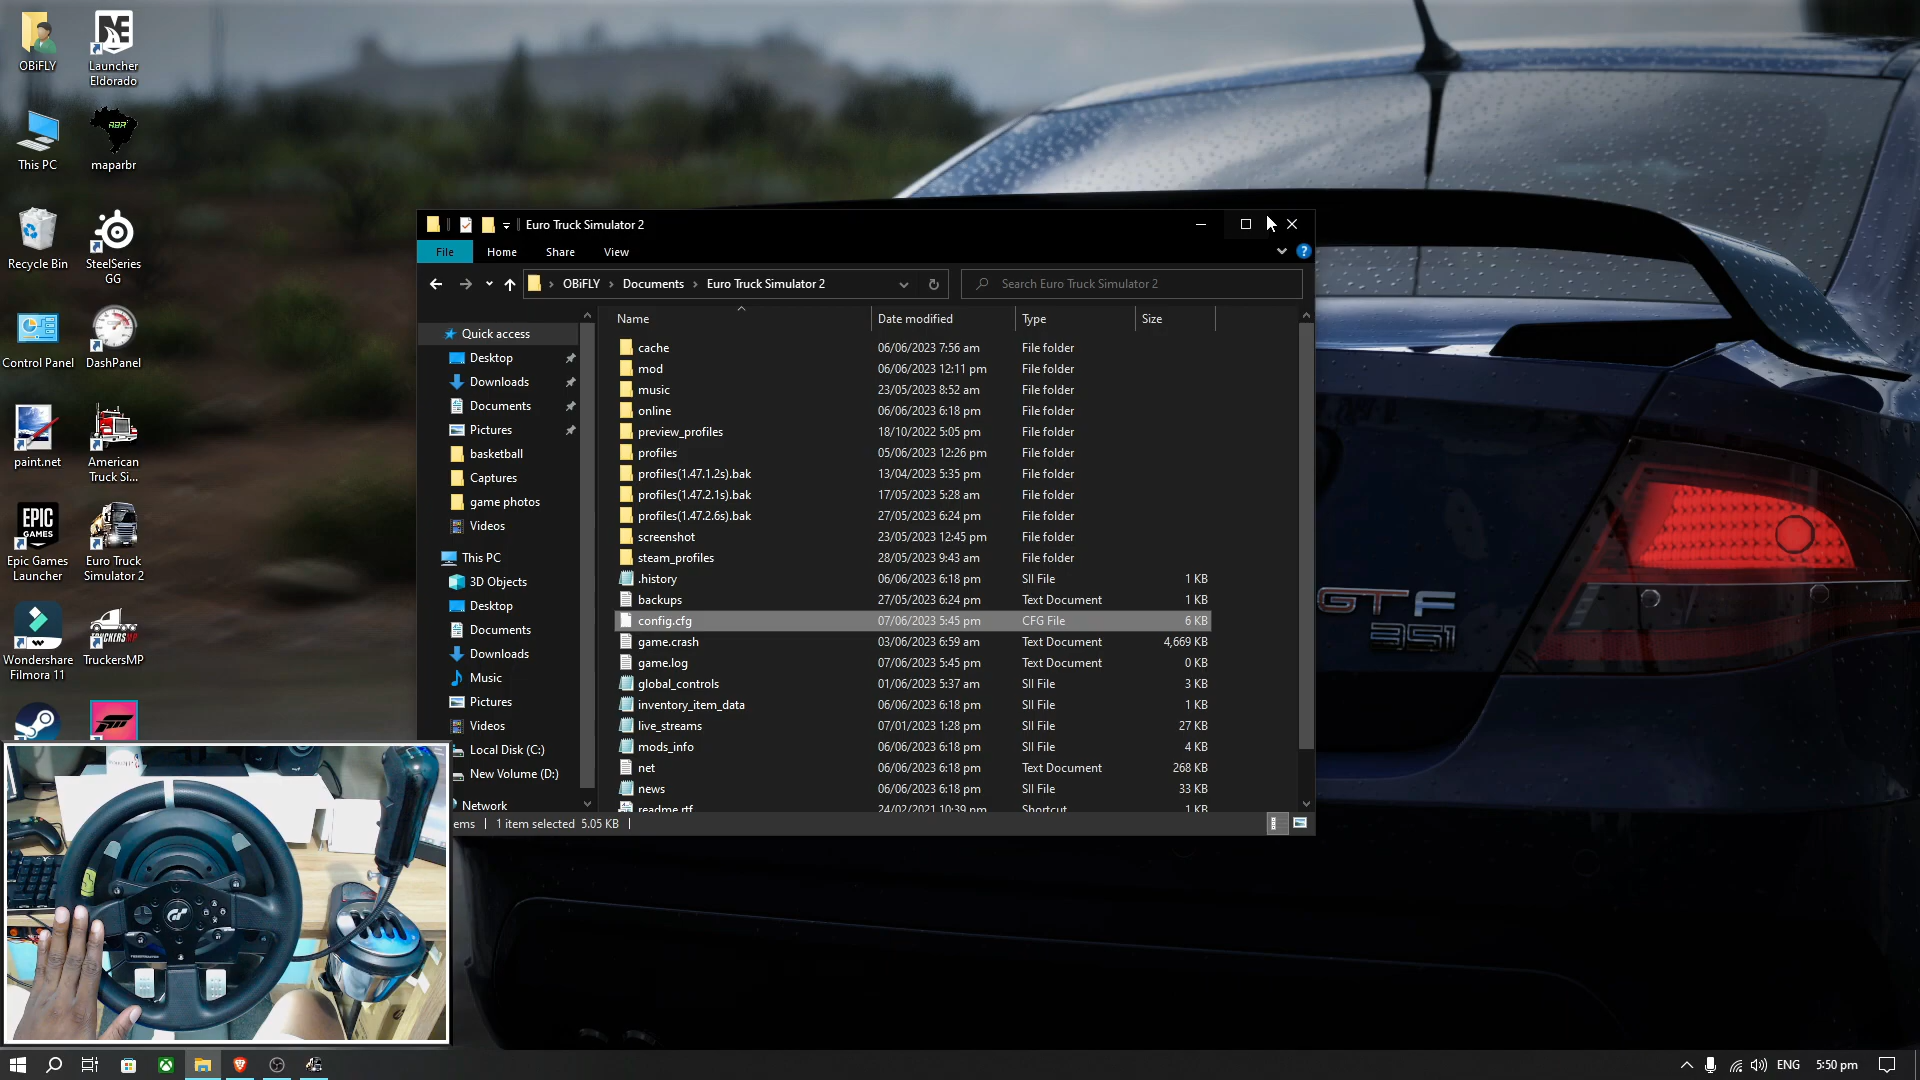 OBiFLY
Launcher
Eldorado
This PC
maparbr
Recycle Bin
SteelSeries
GG
Control Panel
DashPanel
paint.net
American
Truck Si...
EPIC
GAMES
Epic Games
Launcher
Euro Truck
Simulator 2
Wondershare
Filmora 11
TruckersMP
Euro Truck Simulator 2
File
Home
Share
View
OBiFLY > Documents > Euro Truck Simulator 2
Search Euro Truck Simulator 2
Quick access
Desktop
Downloads
Documents
Pictures
basketball
Captures
game photos
Videos
This PC
3D Objects
Desktop
Documents
Downloads
Music
Pictures
Videos
Local Disk (C:)
New Volume (D:)
Network
Name Date modified Type Size
cache 06/06/2023 7:56 am File folder
mod 06/06/2023 12:11 pm File folder
music 23/05/2023 8:52 am File folder
online 06/06/2023 6:18 pm File folder
preview_profiles 18/10/2022 5:05 pm File folder
profiles 05/06/2023 12:26 pm File folder
profiles(1.47.1.2s).bak 13/04/2023 5:35 pm File folder
profiles(1.47.2.1s).bak 17/05/2023 5:28 am File folder
profiles(1.47.2.6s).bak 27/05/2023 6:24 pm File folder
screenshot 23/05/2023 12:45 pm File folder
steam_profiles 28/05/2023 9:43 am File folder
.history 06/06/2023 6:18 pm SII File 1 KB
backups 27/05/2023 6:24 pm Text Document 1 KB
config.cfg 07/06/2023 5:45 pm CFG File 6 KB
game.crash 03/06/2023 6:59 am Text Document 4,669 KB
game.log 07/06/2023 5:45 pm Text Document 0 KB
global_controls 01/06/2023 5:37 am SII File 3 KB
inventory_item_data 06/06/2023 6:18 pm SII File 1 KB
live_streams 07/01/2023 1:28 pm SII File 27 KB
mods_info 06/06/2023 6:18 pm SII File 4 KB
net 06/06/2023 6:18 pm Text Document 268 KB
news 06/06/2023 6:18 pm SII File 33 KB
readme.rtf 24/02/2021 10:39 pm Shortcut 1 KB
ems 1 item selected 5.05 KB
GTF
351
ENG
5:50 pm